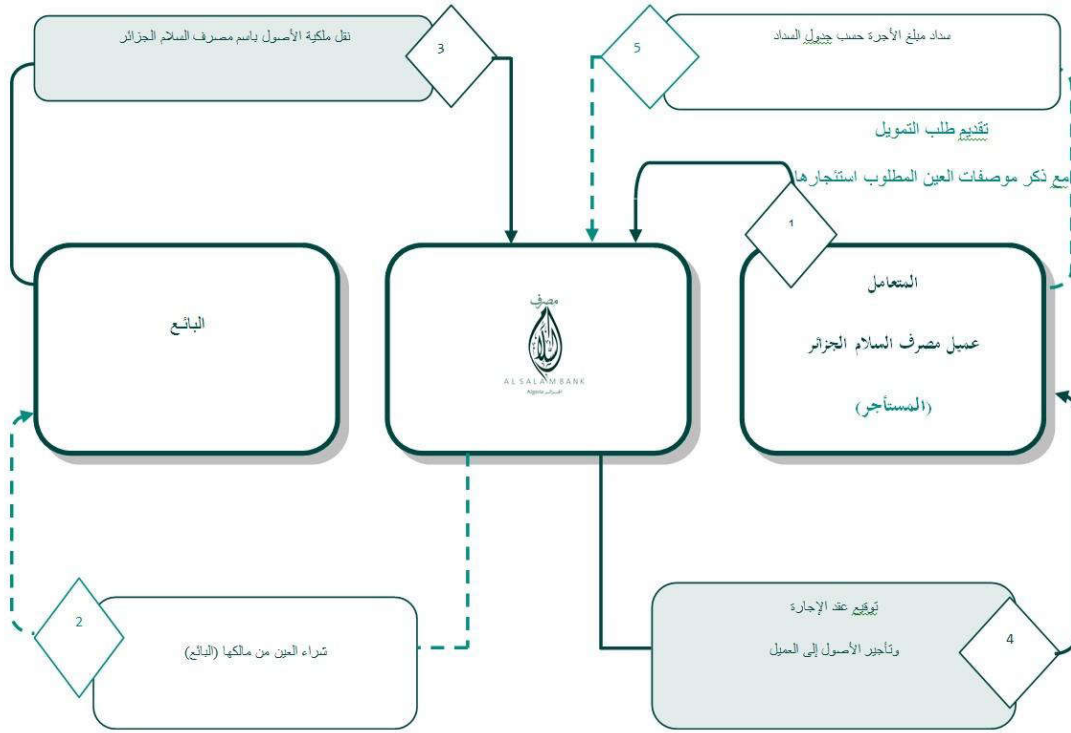 سداد مبلغ الأجرة حسب جدول السداد
5
3
نقل ملكية الأصول باسم مصرف السلام الجزائر
تقديم طلب التمويل
مع ذكر موصفات العين المطلوب استئجارها
1
المتعامل
عميل مصرف السلام الجزائر
(المستأجر)
مصرف
السلام
AL SALAM BANK
Algeria الجزائر
البائع
توقيع عقد الإجارة
وتأجير الأصول إلى العميل
4
2
شراء العين من مالكها (البائع)